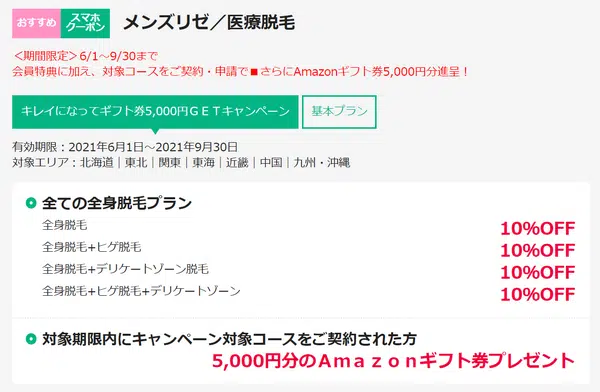 おすすめ
スマホ
クーポン
メンズリゼ／医療脱毛
＜期間限定＞6/1～9/30まで
会員特典に加え、対象コースをご契約・申請で■さらにAmazonギフト券5,000円分進呈！
キレイになってギフト券5,000円ＧＥＴキャンペーン
基本プラン
有効期限：2021年6月1日～2021年9月30日
対象エリア：北海道｜東北｜関東｜東海｜近畿｜中国｜九州・沖縄
全ての全身脱毛プラン
全身脱毛 10%OFF
全身脱毛+ヒゲ脱毛 10%OFF
全身脱毛+デリケートゾーン脱毛 10%OFF
全身脱毛+ヒゲ脱毛+デリケートゾーン 10%OFF
対象期限内にキャンペーン対象コースをご契約された方
5,000円分のＡｍａｚｏｎギフト券プレゼント